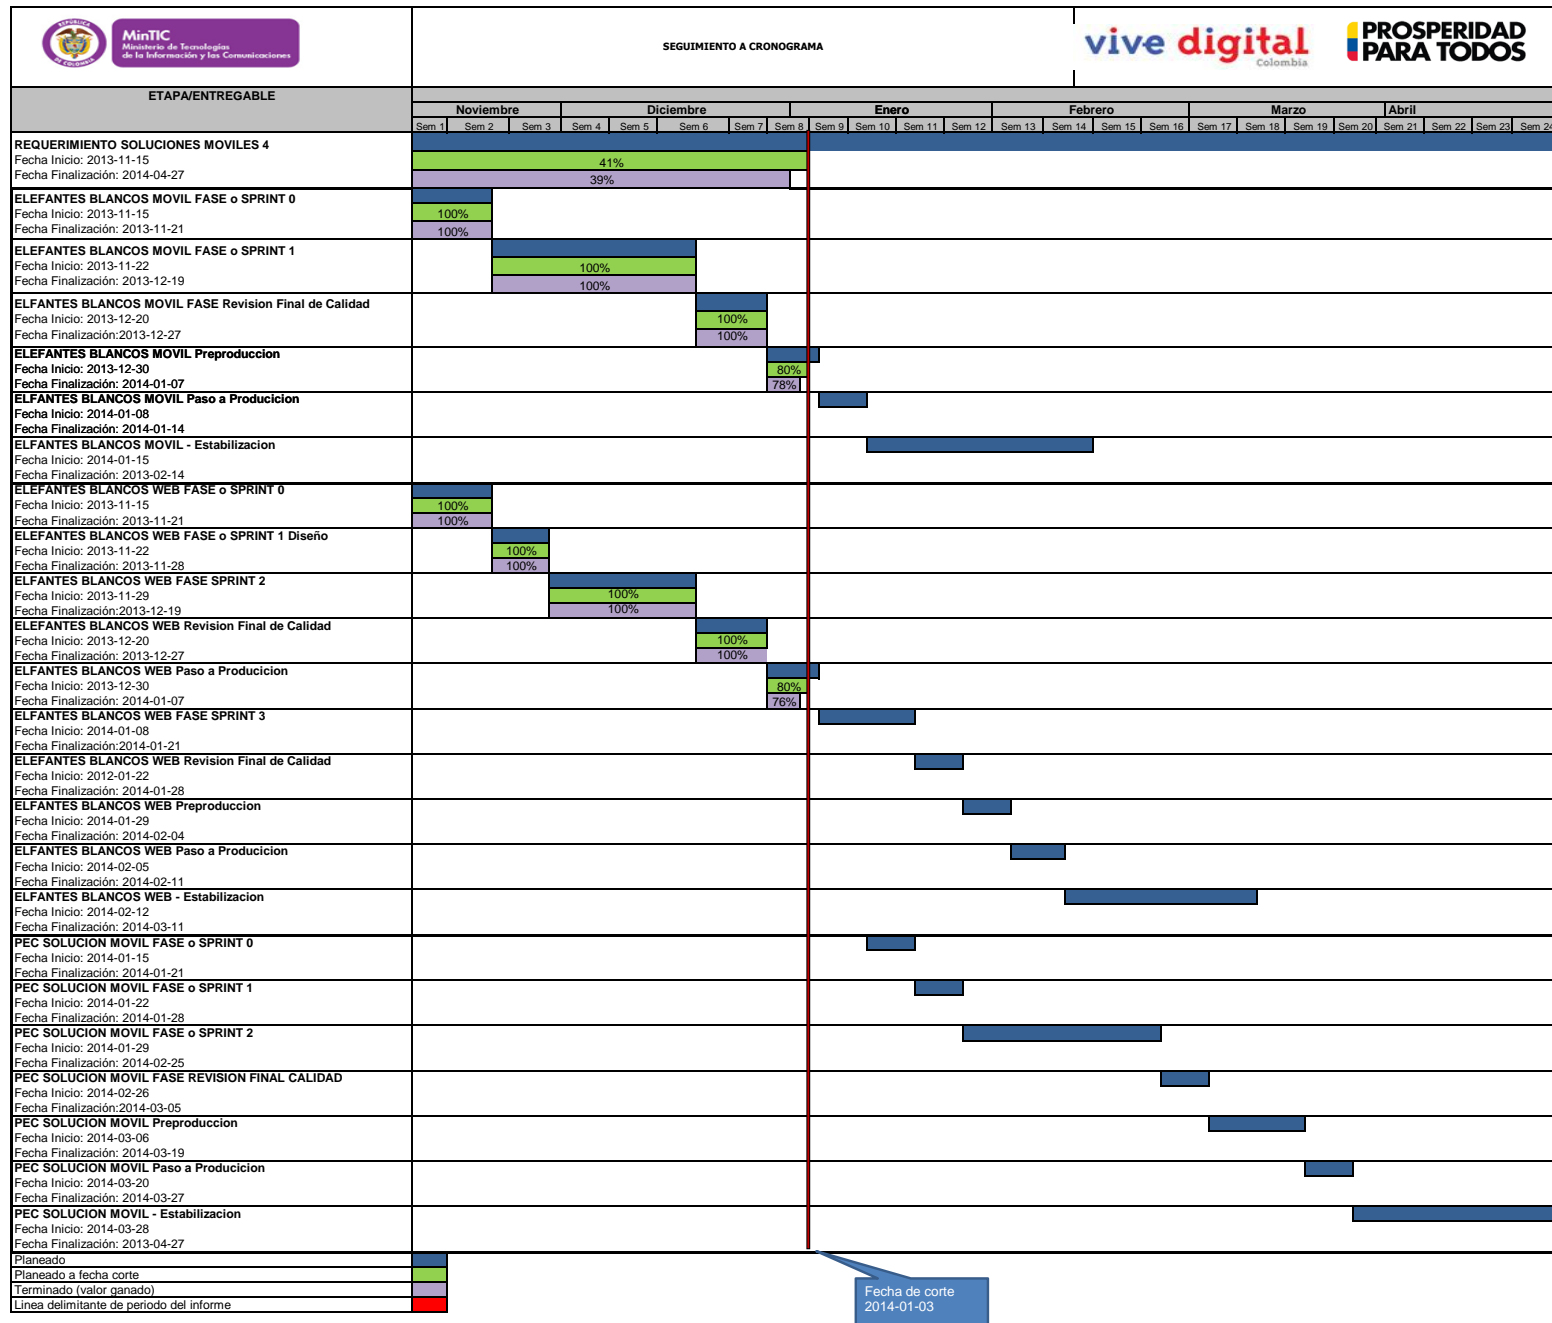 REPÚBLICA
DE COLOMBIA
MinTIC
Ministerio de Tecnologías
de la Información y las Comunicaciones
SEGUIMIENTO A CRONOGRAMA
vive digital
Colombia
PROSPERIDAD
PARA TODOS
ETAPA/ENTREGABLE
Noviembre Diciembre Enero Febrero Marzo Abril
Sem 1 Sem 2 Sem 3 Sem 4 Sem 5 Sem 6 Sem 7 Sem 8 Sem 9 Sem 10 Sem 11 Sem 12 Sem 13 Sem 14 Sem 15 Sem 16 Sem 17 Sem 18 Sem 19 Sem 20 Sem 21 Sem 22 Sem 23 Sem 24
REQUERIMIENTO SOLUCIONES MOVILES 4
Fecha Inicio: 2013-11-15
Fecha Finalización: 2014-04-27
41%
39%
ELEFANTES BLANCOS MOVIL FASE o SPRINT 0
Fecha Inicio: 2013-11-15
Fecha Finalización: 2013-11-21
100%
100%
ELEFANTES BLANCOS MOVIL FASE o SPRINT 1
Fecha Inicio: 2013-11-22
Fecha Finalización: 2013-12-19
100%
100%
ELFANTES BLANCOS MOVIL FASE Revision Final de Calidad
Fecha Inicio: 2013-12-20
Fecha Finalización:2013-12-27
100%
100%
ELEFANTES BLANCOS MOVIL Preproduccion
Fecha Inicio: 2013-12-30
Fecha Finalización: 2014-01-07
80%
78%
ELFANTES BLANCOS MOVIL Paso a Producicion
Fecha Inicio: 2014-01-08
Fecha Finalización: 2014-01-14
ELFANTES BLANCOS MOVIL - Estabilizacion
Fecha Inicio: 2014-01-15
Fecha Finalización: 2013-02-14
ELEFANTES BLANCOS WEB FASE o SPRINT 0
Fecha Inicio: 2013-11-15
Fecha Finalización: 2013-11-21
100%
100%
ELEFANTES BLANCOS WEB FASE o SPRINT 1 Diseño
Fecha Inicio: 2013-11-22
Fecha Finalización: 2013-11-28
100%
100%
ELFANTES BLANCOS WEB FASE SPRINT 2
Fecha Inicio: 2013-11-29
Fecha Finalización:2013-12-19
100%
100%
ELEFANTES BLANCOS WEB Revision Final de Calidad
Fecha Inicio: 2013-12-20
Fecha Finalización: 2013-12-27
100%
100%
ELFANTES BLANCOS WEB Paso a Producicion
Fecha Inicio: 2013-12-30
Fecha Finalización: 2014-01-07
80%
76%
ELFANTES BLANCOS WEB FASE SPRINT 3
Fecha Inicio: 2014-01-08
Fecha Finalización:2014-01-21
ELEFANTES BLANCOS WEB Revision Final de Calidad
Fecha Inicio: 2012-01-22
Fecha Finalización: 2014-01-28
ELFANTES BLANCOS WEB Preproduccion
Fecha Inicio: 2014-01-29
Fecha Finalización: 2014-02-04
ELFANTES BLANCOS WEB Paso a Producicion
Fecha Inicio: 2014-02-05
Fecha Finalización: 2014-02-11
ELFANTES BLANCOS WEB - Estabilizacion
Fecha Inicio: 2014-02-12
Fecha Finalización: 2014-03-11
PEC SOLUCION MOVIL FASE o SPRINT 0
Fecha Inicio: 2014-01-15
Fecha Finalización: 2014-01-21
PEC SOLUCION MOVIL FASE o SPRINT 1
Fecha Inicio: 2014-01-22
Fecha Finalización: 2014-01-28
PEC SOLUCION MOVIL FASE o SPRINT 2
Fecha Inicio: 2014-01-29
Fecha Finalización: 2014-02-25
PEC SOLUCION MOVIL FASE REVISION FINAL CALIDAD
Fecha Inicio: 2014-02-26
Fecha Finalización:2014-03-05
PEC SOLUCION MOVIL Preproduccion
Fecha Inicio: 2014-03-06
Fecha Finalización: 2014-03-19
PEC SOLUCION MOVIL Paso a Producicion
Fecha Inicio: 2014-03-20
Fecha Finalización: 2014-03-27
PEC SOLUCION MOVIL - Estabilizacion
Fecha Inicio: 2014-03-28
Fecha Finalización: 2013-04-27
Planeado
Planeado a fecha corte
Terminado (valor ganado)
Linea delimitante de periodo del informe
Fecha de corte
2014-01-03